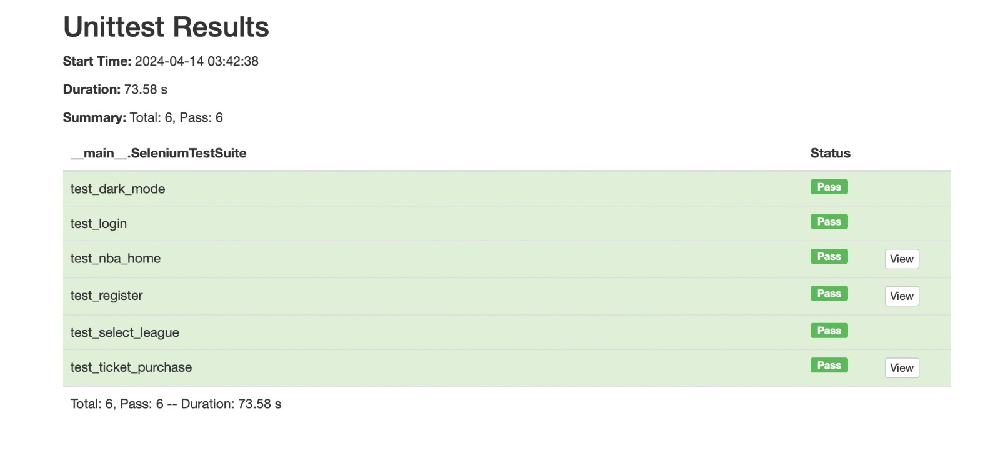 Unittest Results
Start Time: 2024-04-14 03:42:38
Duration: 73.58 s
Summary: Total: 6, Pass: 6
__main__.SeleniumTestSuite Status
test_dark_mode Pass
test_login Pass
test_nba_home Pass View
test_register Pass View
test_select_league Pass
test_ticket_purchase Pass View
Total: 6, Pass: 6 -- Duration: 73.58 s